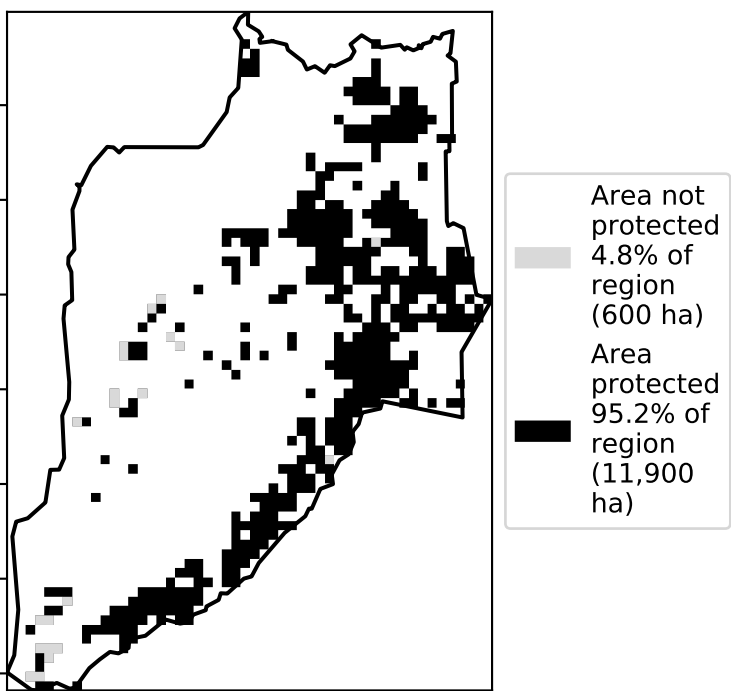 Area not
protected
4.8% of
region
(600 ha)
Area
protected
95.2% of
region
(11,900
ha)